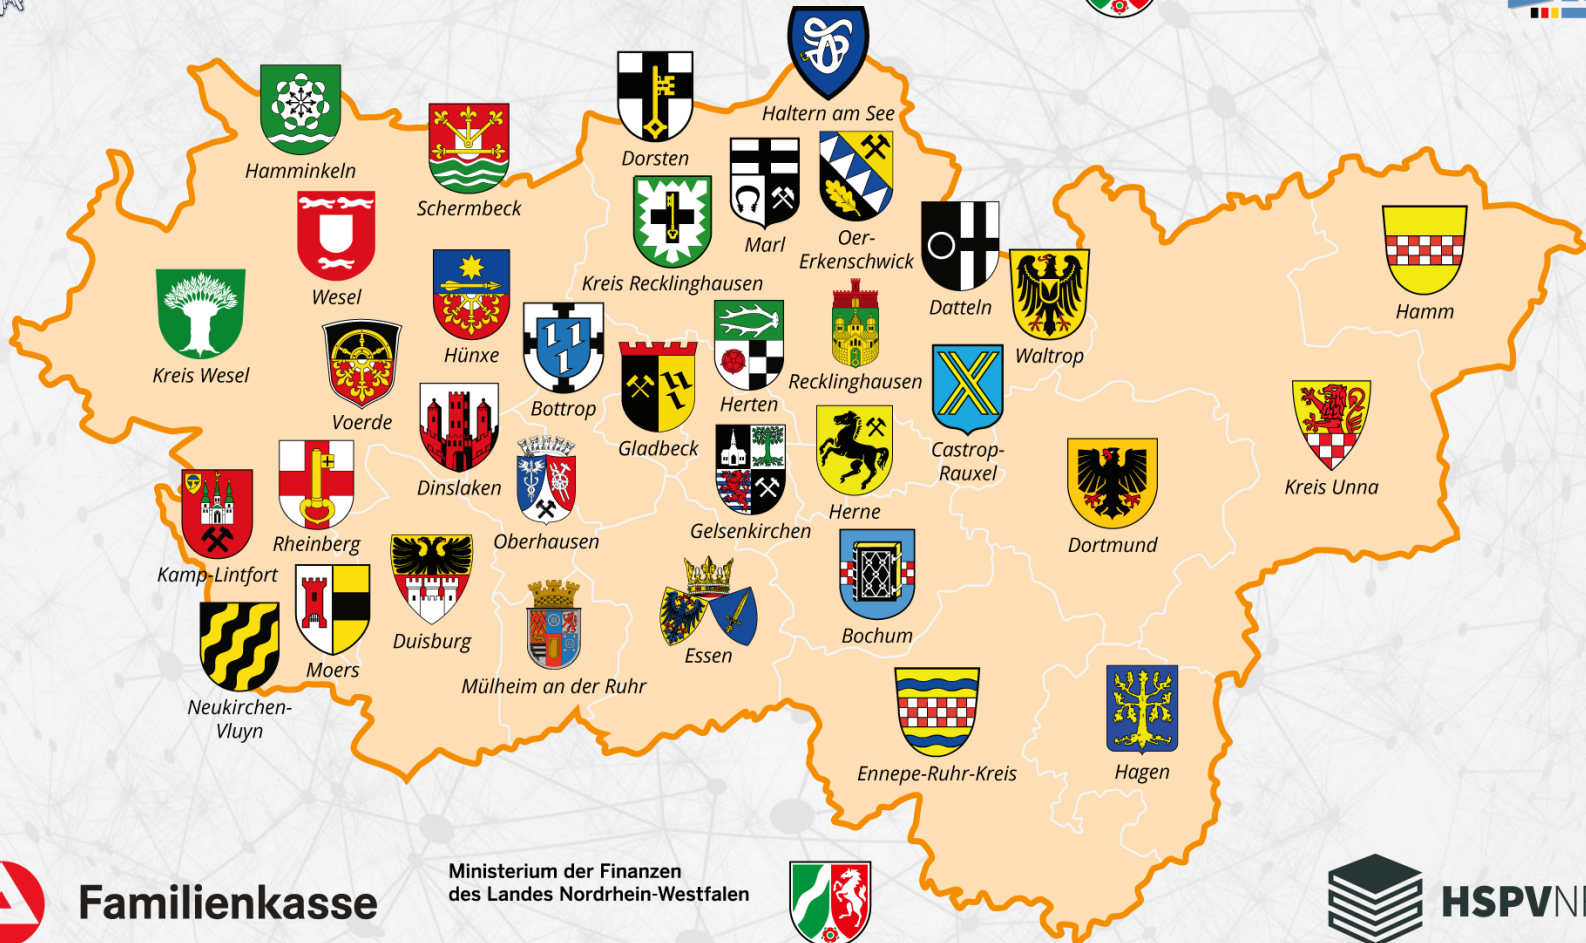 Haltern am See
Dorsten
Hamminkeln
Schermbeck
Marl
Oer-
Erkenschwick
Kreis Recklinghausen
Wesel
Datteln
Hamm
Hünxe
Waltrop
Kreis Wesel
Recklinghausen
Voerde
Bottrop
Herten
Gladbeck
Castrop-
Rauxel
Dinslaken
Kreis Unna
Herne
Gelsenkirchen
Oberhausen
Rheinberg
Dortmund
Kamp-Lintfort
Duisburg
Bochum
Essen
Moers
Mülheim an der Ruhr
Neukirchen-
Vluyn
Ennepe-Ruhr-Kreis
Hagen
Familienkasse
Ministerium der Finanzen
des Landes Nordrhein-Westfalen
HSPVN